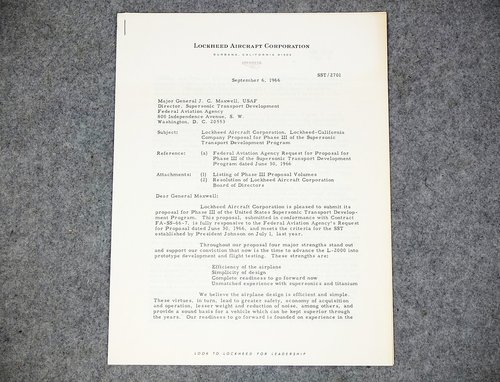 LOCKHEED AIRCRAFT CORPORATION
BURBANK, CALIFORNIA
SST/2701
September 6, 1966
Major General J. C. Maxwell, USAF
Director, Supersonic Transport Development
Federal Aviation Agency
800 Independence Avenue, S. W.
Washington, D. C. 20553
Subject: Lockheed Aircraft Corporation, Lockheed-California
Company Proposal for Phase III of the Supersonic
Transport Development Program
Reference: (a) Federal Aviation Agency Request for Proposal for
Phase III of the Supersonic Transport Development
Program dated June 30, 1966
Attachments: (1) Listing of Phase III Proposal Volumes
(2) Resolution of Lockheed Aircraft Corporation
Board of Directors
Dear General Maxwell:
Lockheed Aircraft Corporation is pleased to submit its
proposal for Phase III of the United States Supersonic Transport Develop-
ment Program. This proposal, submitted in conformity with Contract
FA-SS-66-7, is fully responsive to the Federal Aviation Agency's Request
for Proposal dated June 30, 1966, and meets the criteria for the SST
established by President Johnson on July 1, last year.
Throughout our proposal four major strengths stand out
and support our conviction that now is the time to advance the L-2000 into
prototype development and flight testing. These strengths are:
Efficiency of the airplane
Simplicity of design
Complete readiness to go forward now
Unmatched experience with supersonics and titanium
We believe the airplane design is efficient and simple.
These virtues, in turn, lead to greater safety, economy of acquisition
and operation, lesser weight and reduction of noise, among others, and
provide a sound basis for a vehicle which can be kept superior through
the years. Our readiness to go forward is founded on experience in the
LOOK TO LOCKHEED FOR LEADERSHIP